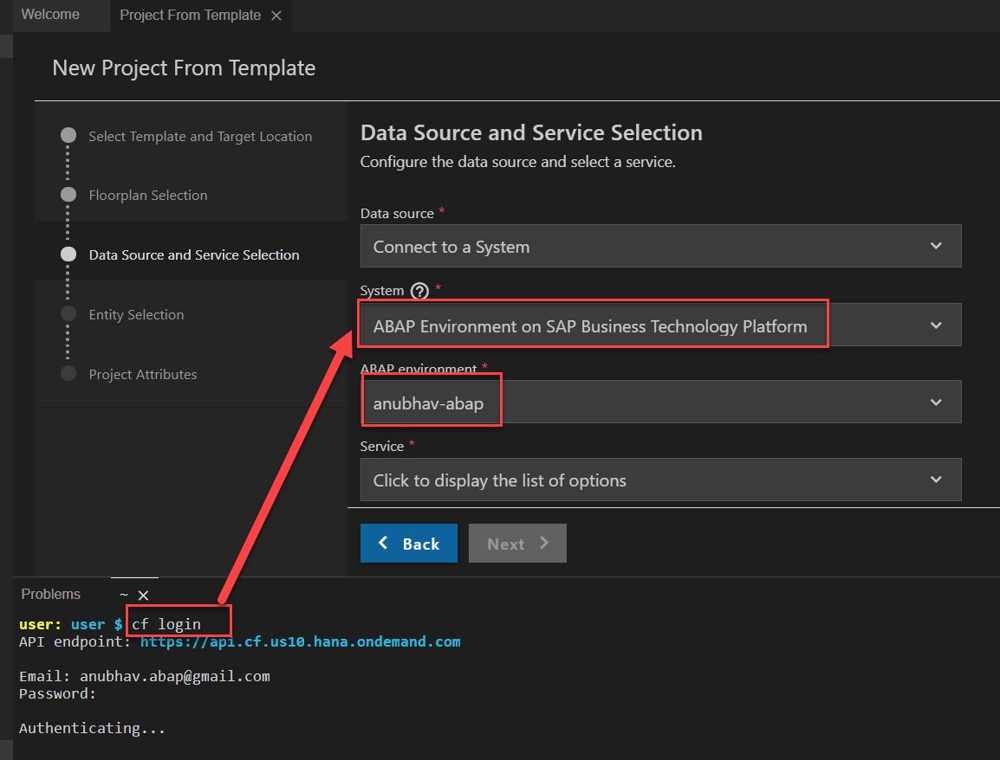 Welcome
Project From Template
New Project From Template
Select Template and Target Location
Floorplan Selection
Data Source and Service Selection
Entity Selection
Project Attributes
Data Source and Service Selection
Configure the data source and select a service.
Data source *
Connect to a System
System ? *
ABAP Environment on SAP Business Technology Platform
ABAP environment *
anubhav-abap
Service *
Click to display the list of options
Back
Next
Problems
~
user: user $ cf login
API endpoint: https://api.cf.us10.hana.ondemand.com
Email: anubhav.abap@gmail.com
Password:
Authenticating...